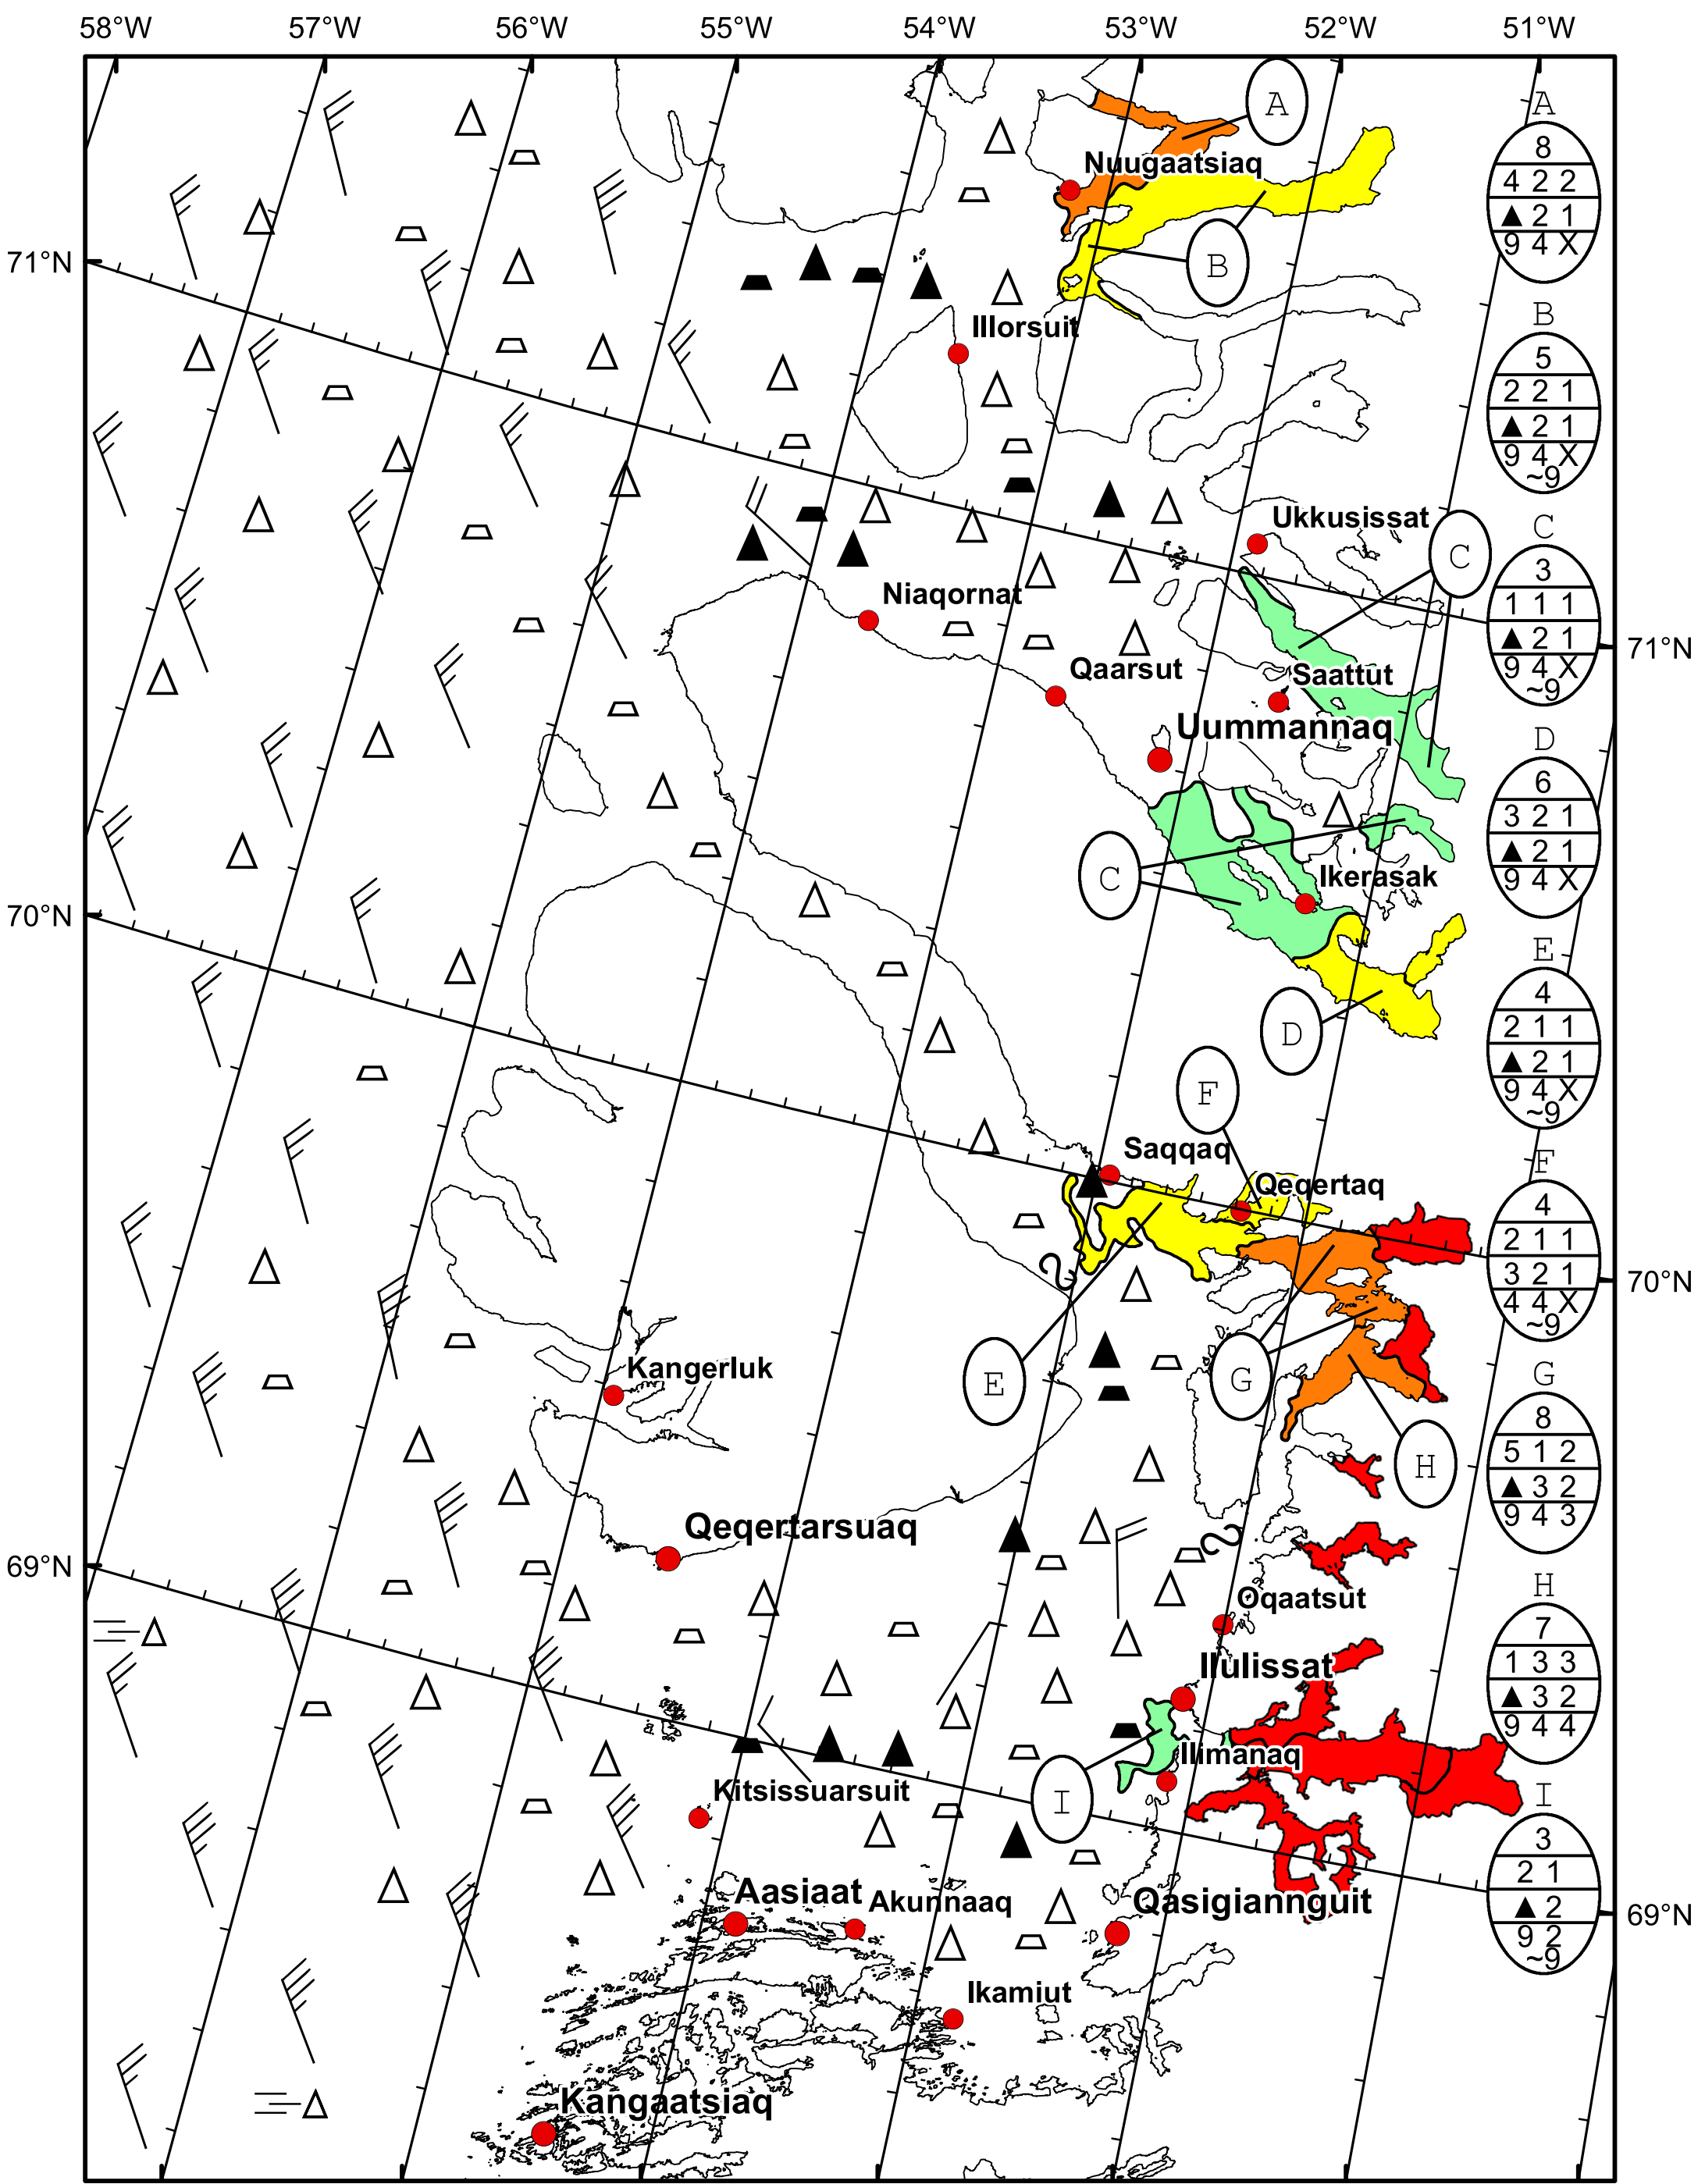 58°W 57°W 56°W 55°W 54°W 53°W 52°W 51°W
A
A
8
4 2 2
▲ 2 1
9 4 X
Nuugaatsiaq
B
71°N
B
5
2 2 1
▲ 2 1
9 4 X
~9
Illorsuit
Ukkusissat
C
C
3
1 1 1
▲ 2 1
9 4 X
~9
Niaqornat
71°N
Qaarsut
Saattut
Uummannaq
D
6
3 2 1
▲ 2 1
9 4 X
C
Ikerasak
70°N
E
4
2 1 1
▲ 2 1
9 4 X
~9
D
F
Saqqaq
Qeqertaq
F
4
2 1 1
3 2 1
4 4 X
~9
70°N
E
G
Kangerluk
G
8
5 1 2
▲ 3 2
9 4 3
H
Qeqertarsuaq
69°N
H
7
1 3 3
▲ 3 2
9 4 4
Oqaatsut
Ilulissat
Ilimanaq
I
Kitsissuarsuit
I
3
2 1
▲ 2
9 2
~9
Aasiaat
Akunnaaq
Qasigiannguit
69°N
Ikamiut
Kangaatsiaq